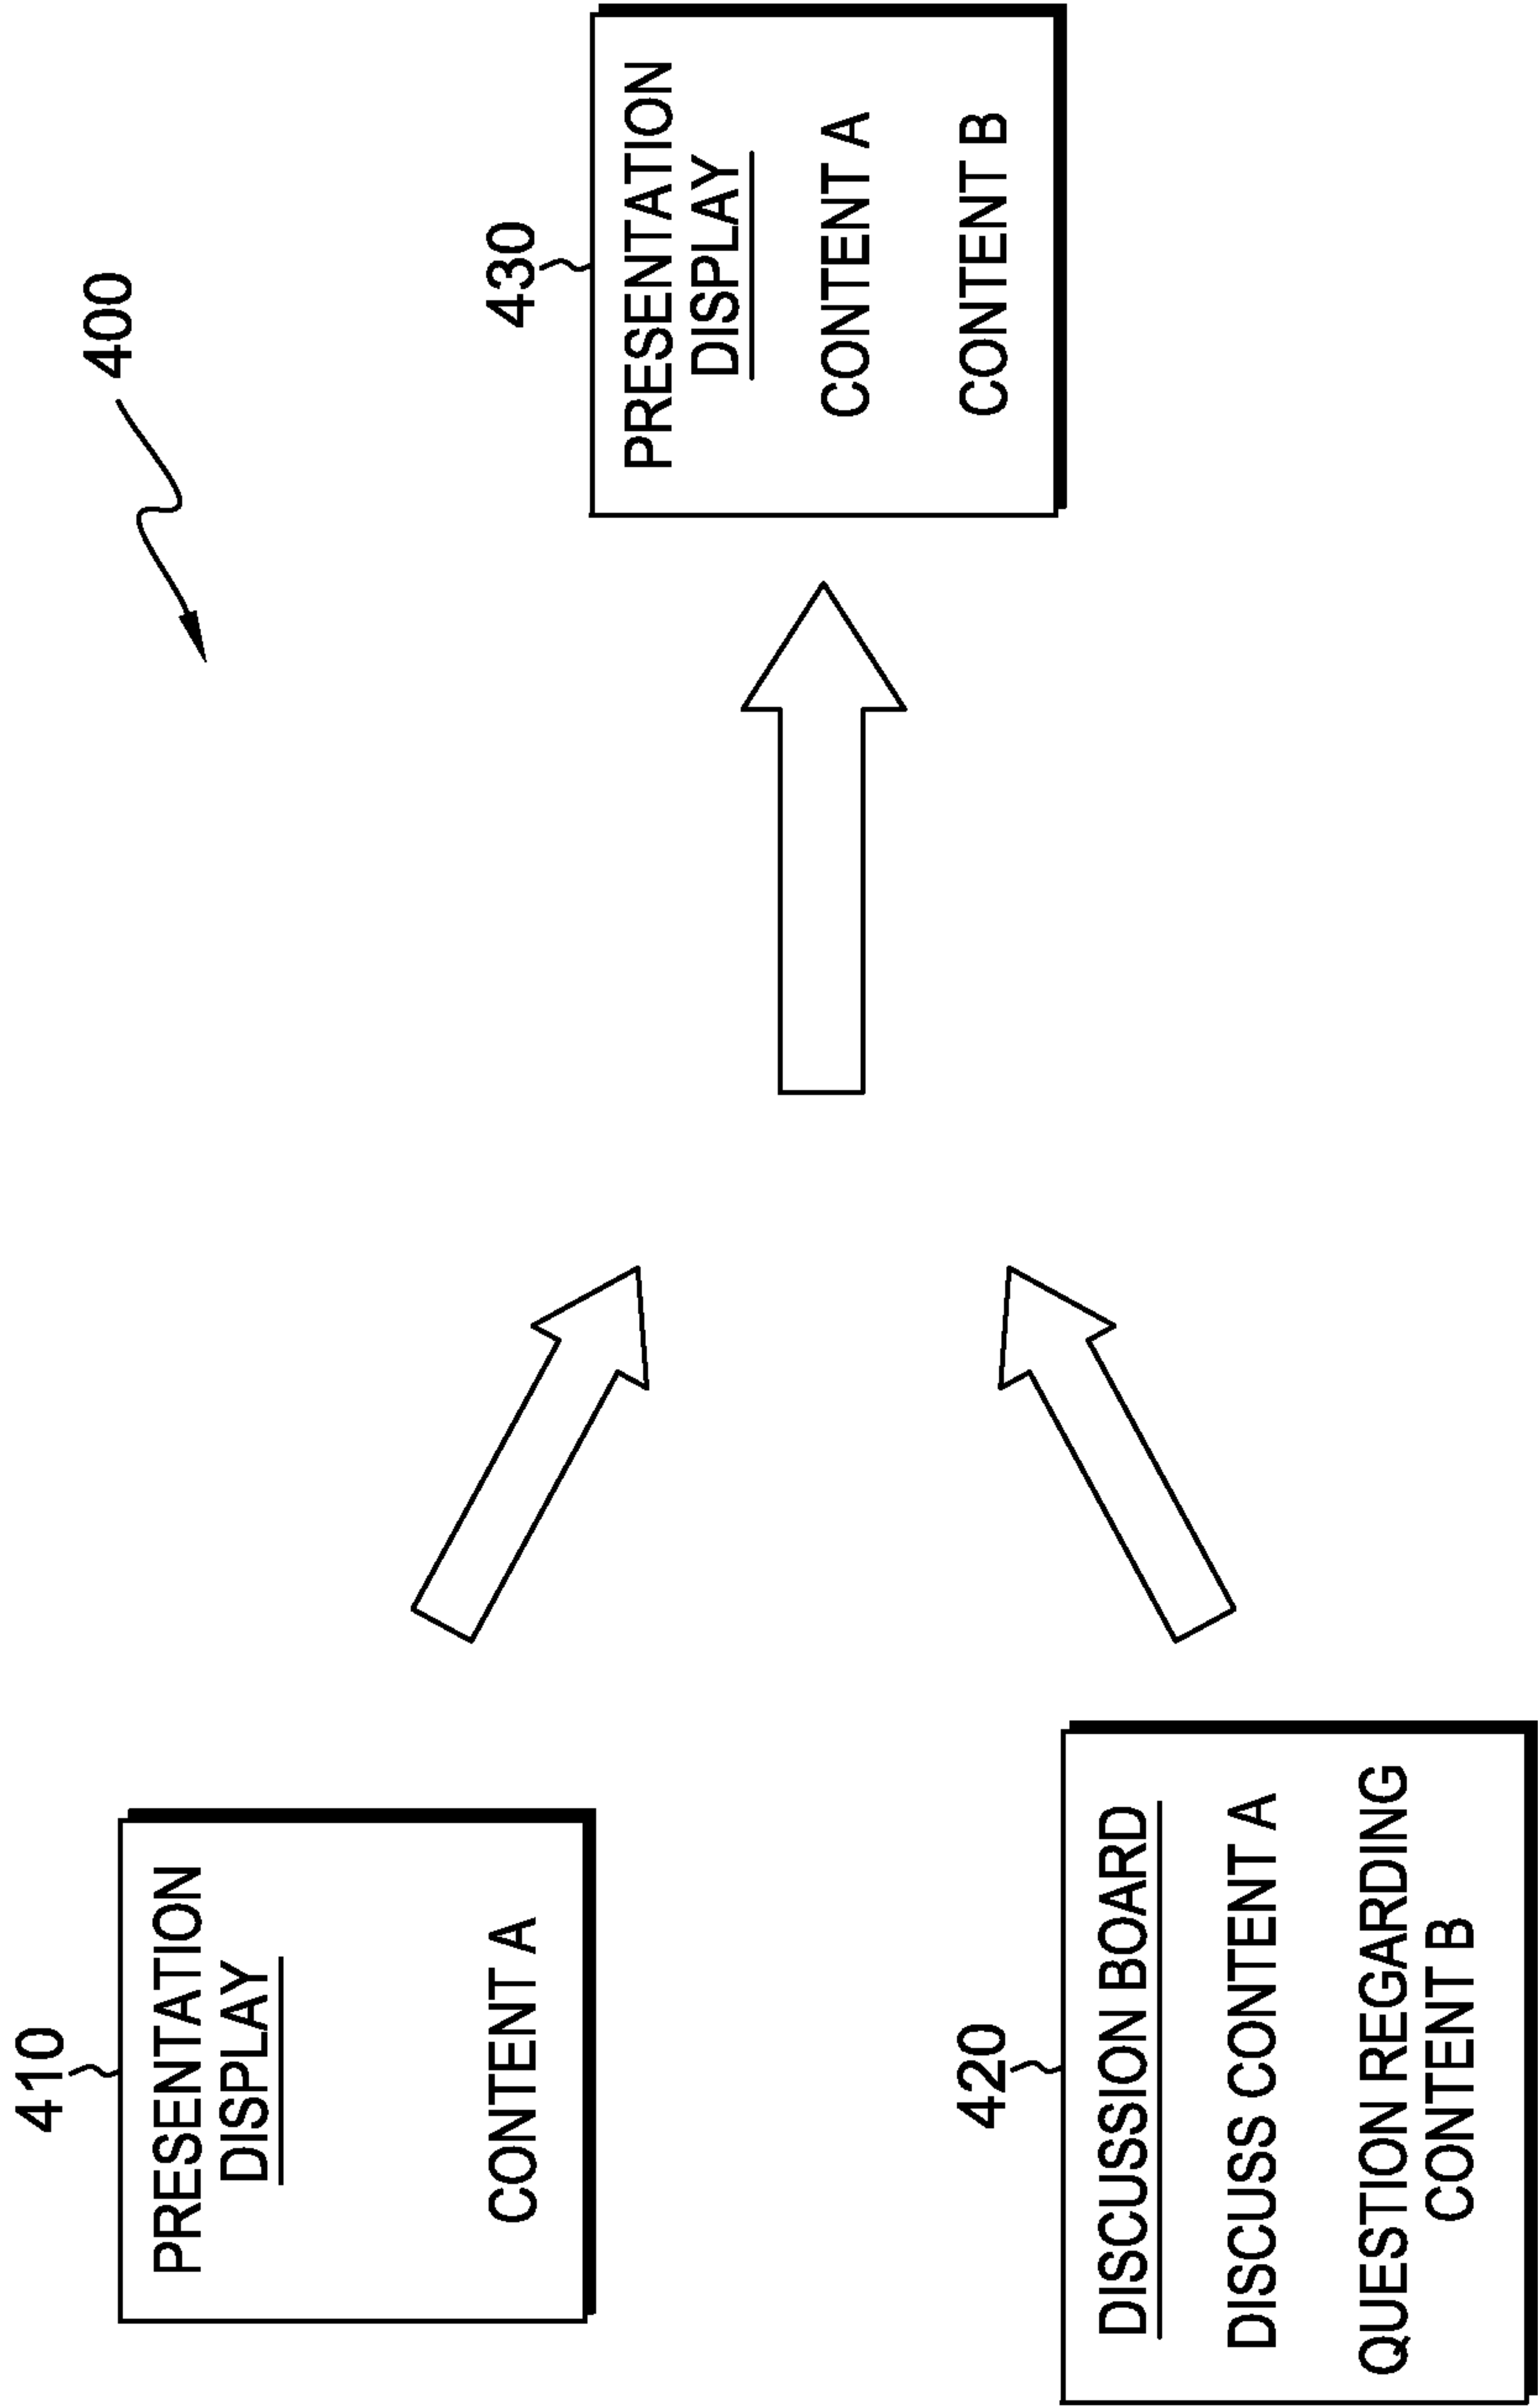 400
410
PRESENTATION
DISPLAY
CONTENT A
420
DISCUSSION BOARD
DISCUSS CONTENT A
QUESTION REGARDING
CONTENT B
430
PRESENTATION
DISPLAY
CONTENT A
CONTENT B